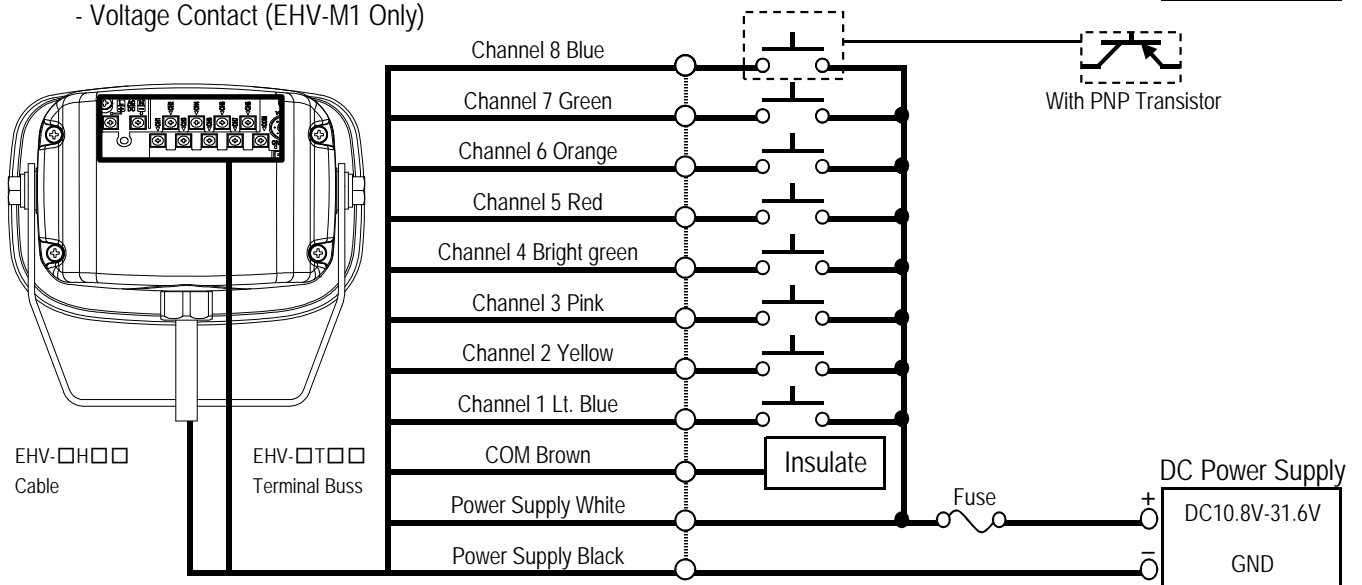 - Voltage Contact (EHV-M1 Only)
Channel 8 Blue
Channel 7 Green
Channel 6 Orange
Channel 5 Red
Channel 4 Bright green
Channel 3 Pink
Channel 2 Yellow
Channel 1 Lt. Blue
COM Brown
Power Supply White
Power Supply Black
With PNP Transistor
Insulate
Fuse
EHV-□H□□
Cable
EHV-□T□□
Terminal Buss
DC Power Supply
+
DC10.8V-31.6V
−
GND